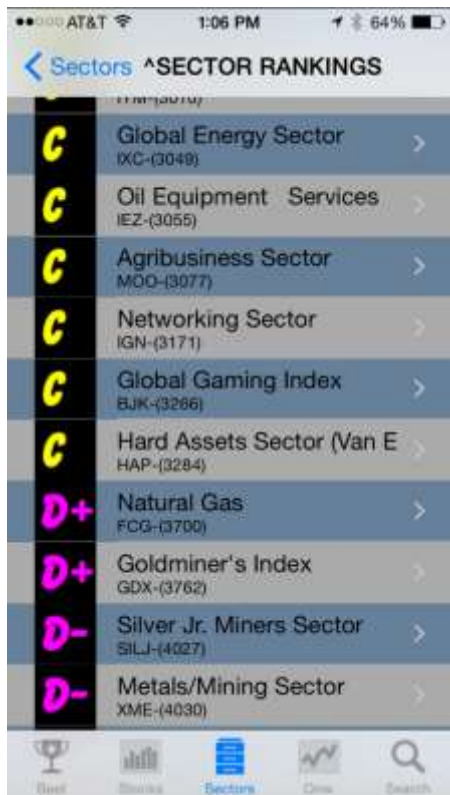 AT&T 1:06 PM 64%
Sectors ^SECTOR RANKINGS
C Global Energy Sector
IXC-(3049)
C Oil Equipment Services
IEZ-(3055)
C Agribusiness Sector
MOO-(3077)
C Networking Sector
IGN-(3171)
C Global Gaming Index
BJK-(3266)
C Hard Assets Sector (Van E
HAP-(3284)
D+ Natural Gas
FCG-(3700)
D+ Goldminer's Index
GDX-(3762)
D- Silver Jr. Miners Sector
SILJ-(4027)
D- Metals/Mining Sector
XME-(4030)
Best Stocks Sectors Search